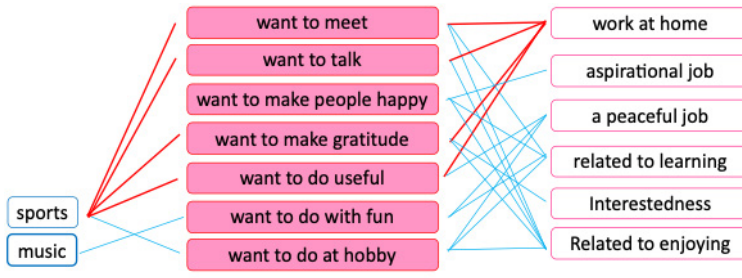 sports
music
want to meet
want to talk
want to make people happy
want to make gratitude
want to do useful
want to do with fun
want to do at hobby
work at home
aspirational job
a peaceful job
related to learning
Interestedness
Related to enjoying